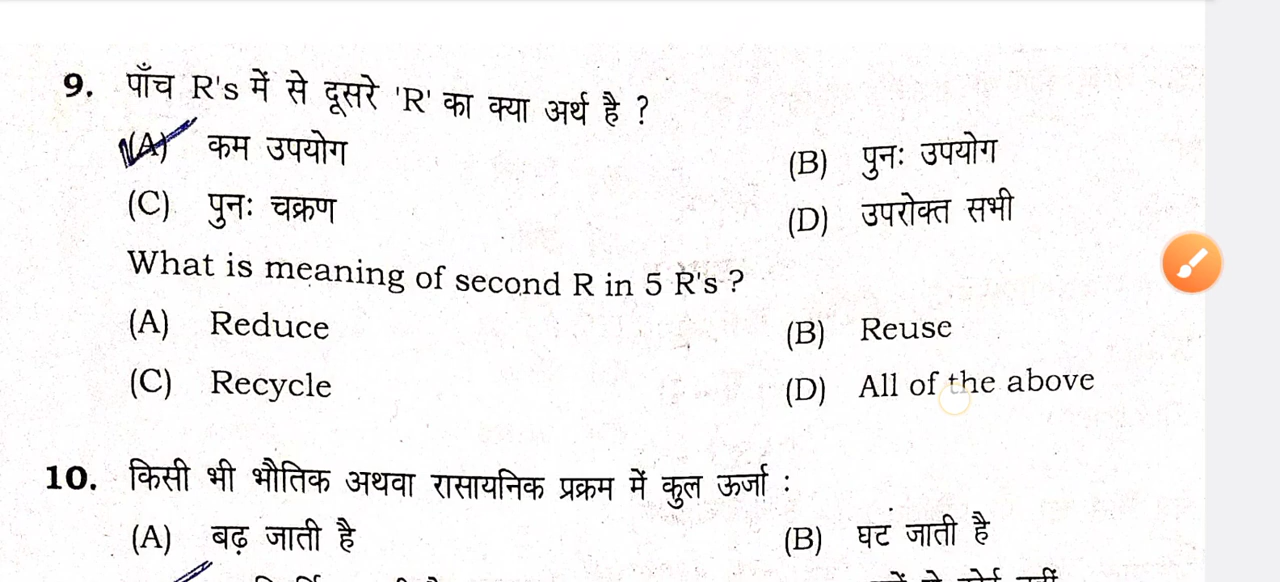 9. पाँच R's में से दूसरे 'R' का क्या अर्थ है ?
(A) कम उपयोग (B) पुनः उपयोग
(C) पुनः चक्रण (D) उपरोक्त सभी
What is meaning of second R in 5 R's ?
(A) Reduce (B) Reuse
(C) Recycle (D) All of the above
10. किसी भी भौतिक अथवा रासायनिक प्रक्रम में कुल ऊर्जा :
(A) बढ़ जाती है (B) घट जाती है